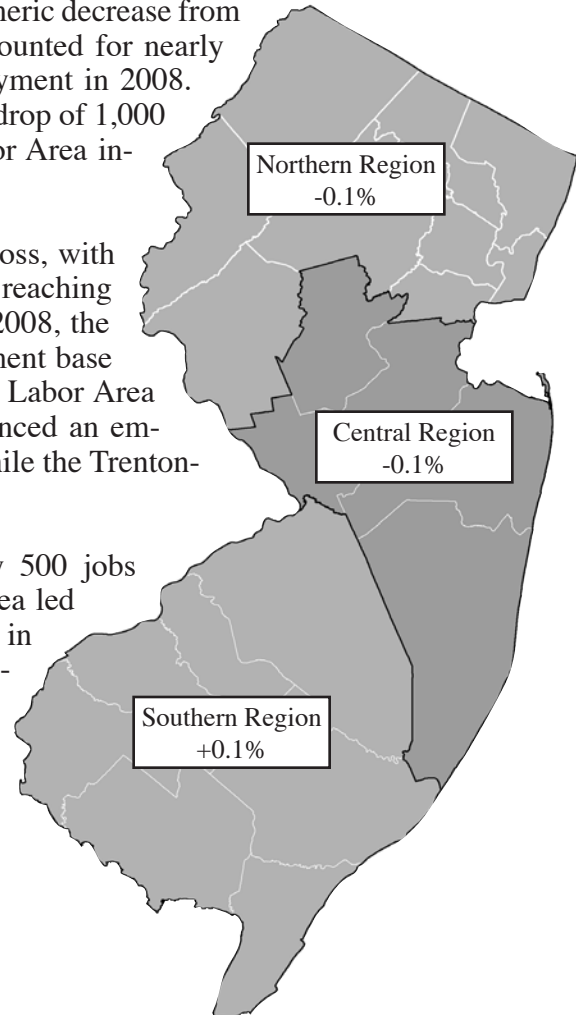 neric decrease from
ounted for nearly
yment in 2008.
drop of 1,000
or Area in-
Northern Region
-0.1%
oss, with
reaching
2008, the
nent base
Labor Area
nced an em-
ile the Trenton-
Central Region
-0.1%
500 jobs
ea led
in
-
Southern Region
+0.1%